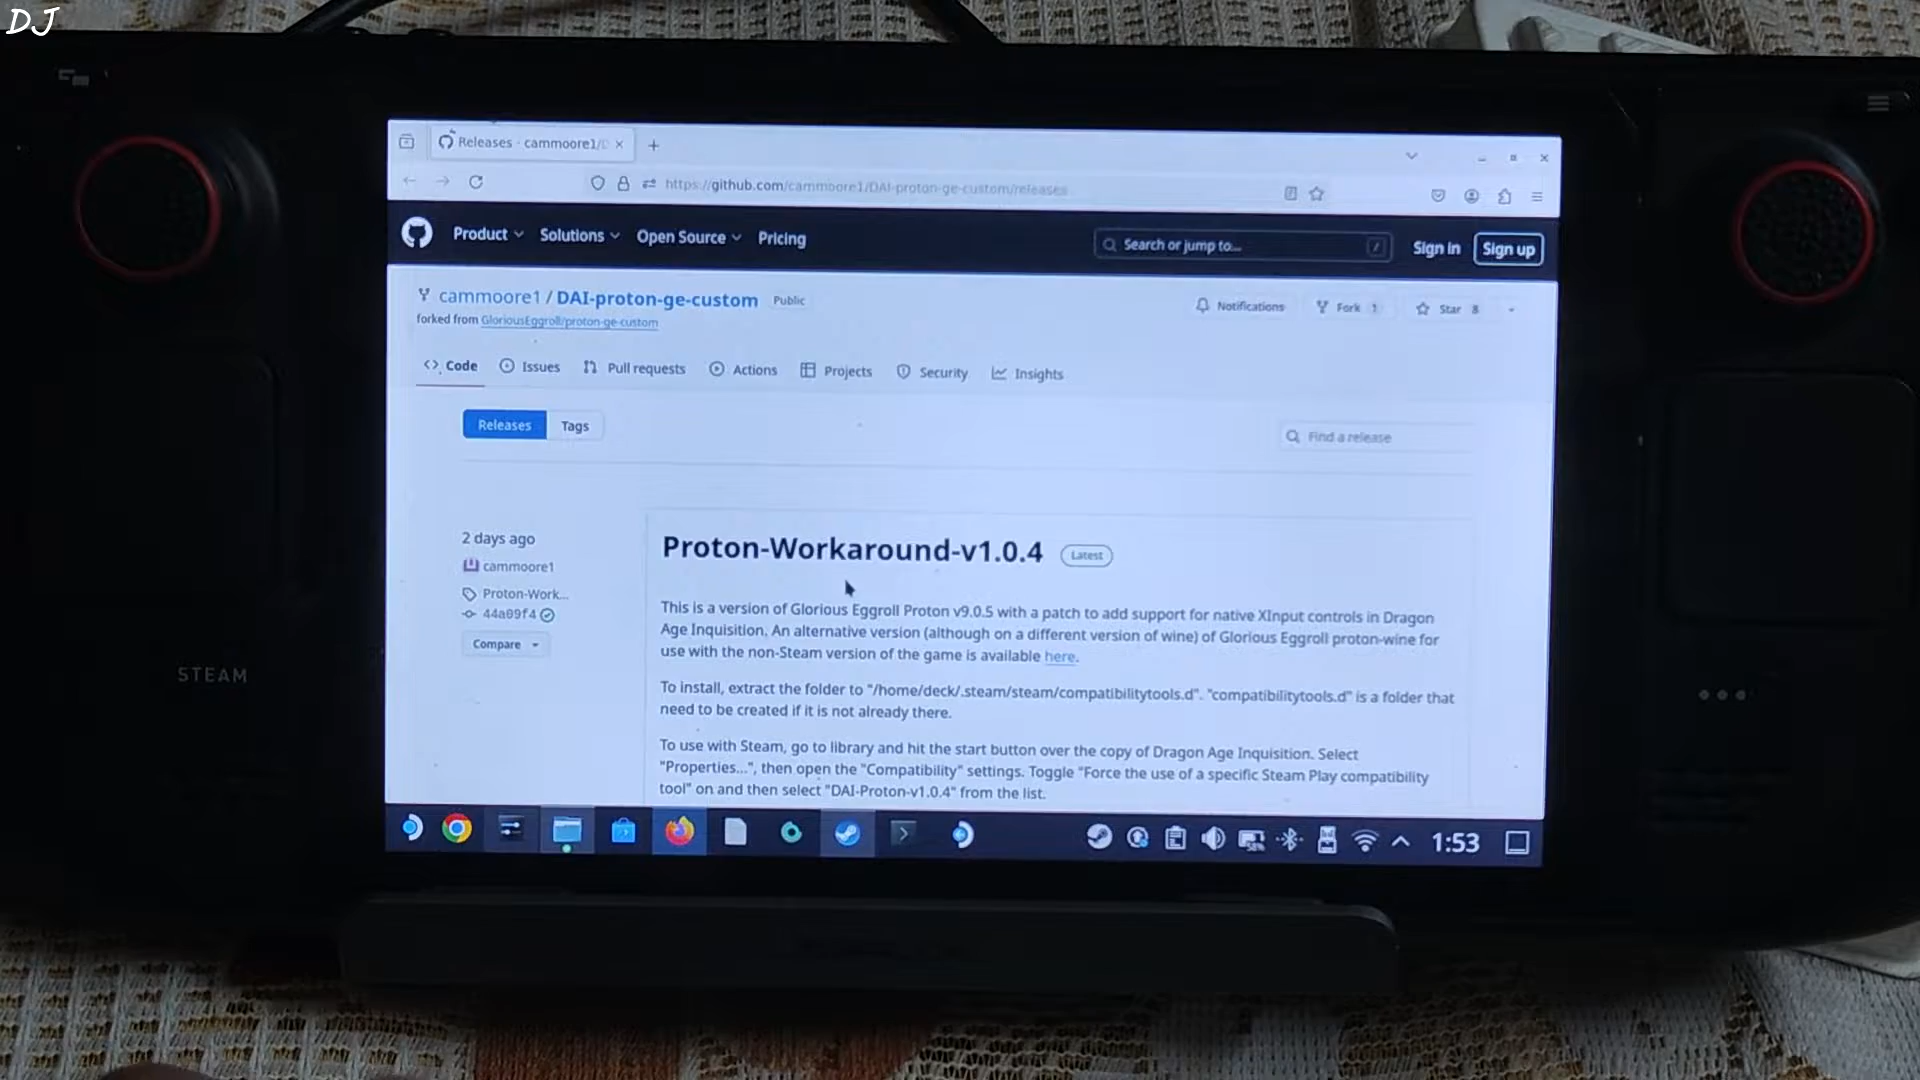 DJ
Releases · cammoore1/D
https://github.com/cammoore1/DAI-proton-ge-custom/releases
Product Solutions Open Source Pricing Search or jump to... / Sign in Sign up
cammoore1 / DAI-proton-ge-custom Public Notifications Fork 1 Star 8
forked from GloriousEggroll/proton-ge-custom
Code Issues Pull requests Actions Projects Security Insights
Releases Tags Find a release
2 days ago
cammoore1
Proton-Work...
44a09f4
Compare
Proton-Workaround-v1.0.4 Latest
This is a version of Glorious Eggroll Proton v9.0.5 with a patch to add support for native XInput controls in Dragon
Age Inquisition. An alternative version (although on a different version of wine) of Glorious Eggroll proton-wine for
use with the non-Steam version of the game is available here.
To install, extract the folder to "/home/deck/.steam/steam/compatibilitytools.d". "compatibilitytools.d" is a folder that
need to be created if it is not already there.
To use with Steam, go to library and hit the start button over the copy of Dragon Age Inquisition. Select
"Properties...", then open the "Compatibility" settings. Toggle "Force the use of a specific Steam Play compatibility
tool" on and then select "DAI-Proton-v1.0.4" from the list.
1:53
STEAM